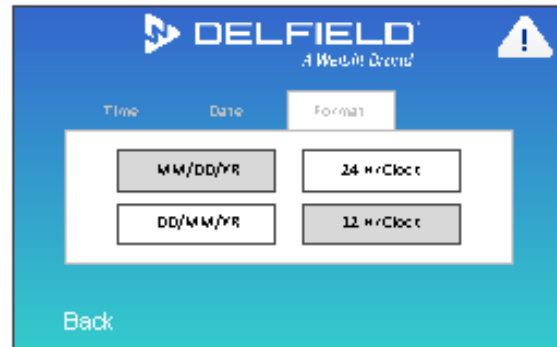 DELFIELD
A Welbilt Brand
Time Date Format
MM/DD/YR 24 Hr/Clock
DD/MM/YR 12 Hr/Clock
Back